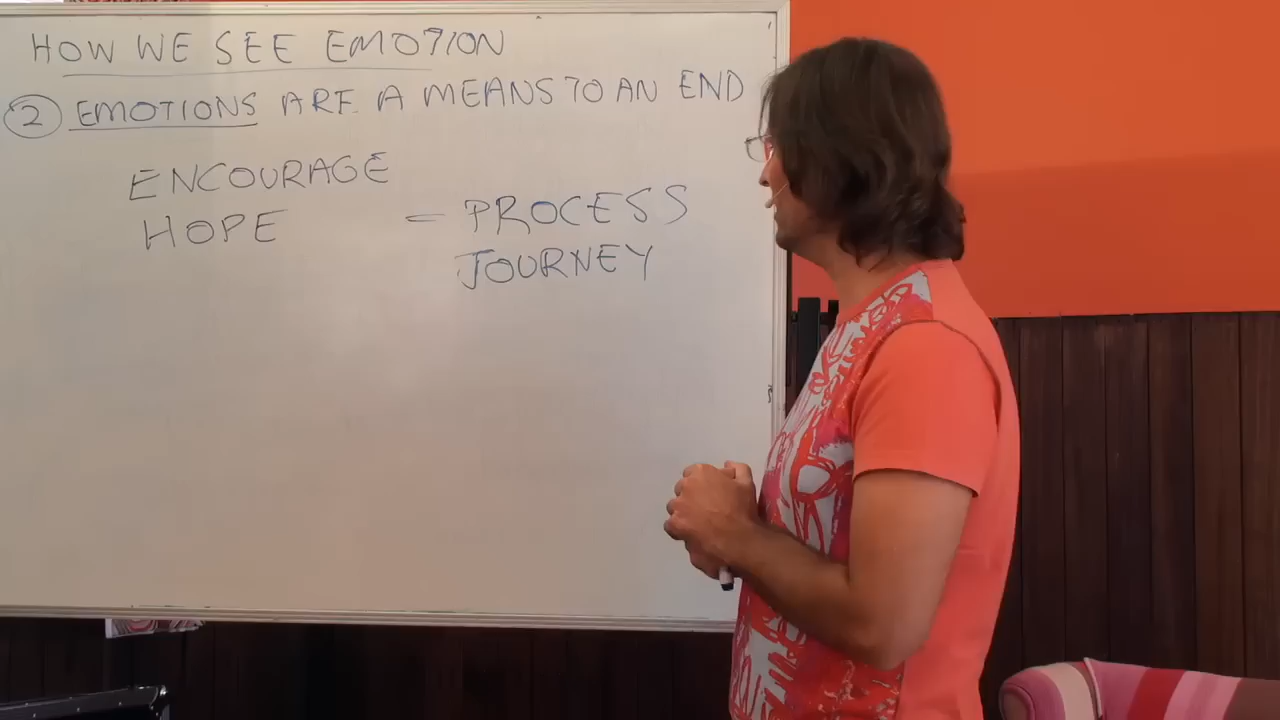 HOW WE SEE EMOTION
2 EMOTIONS ARE A MEANS TO AN END
ENCOURAGE
HOPE = PROCESS
JOURNEY